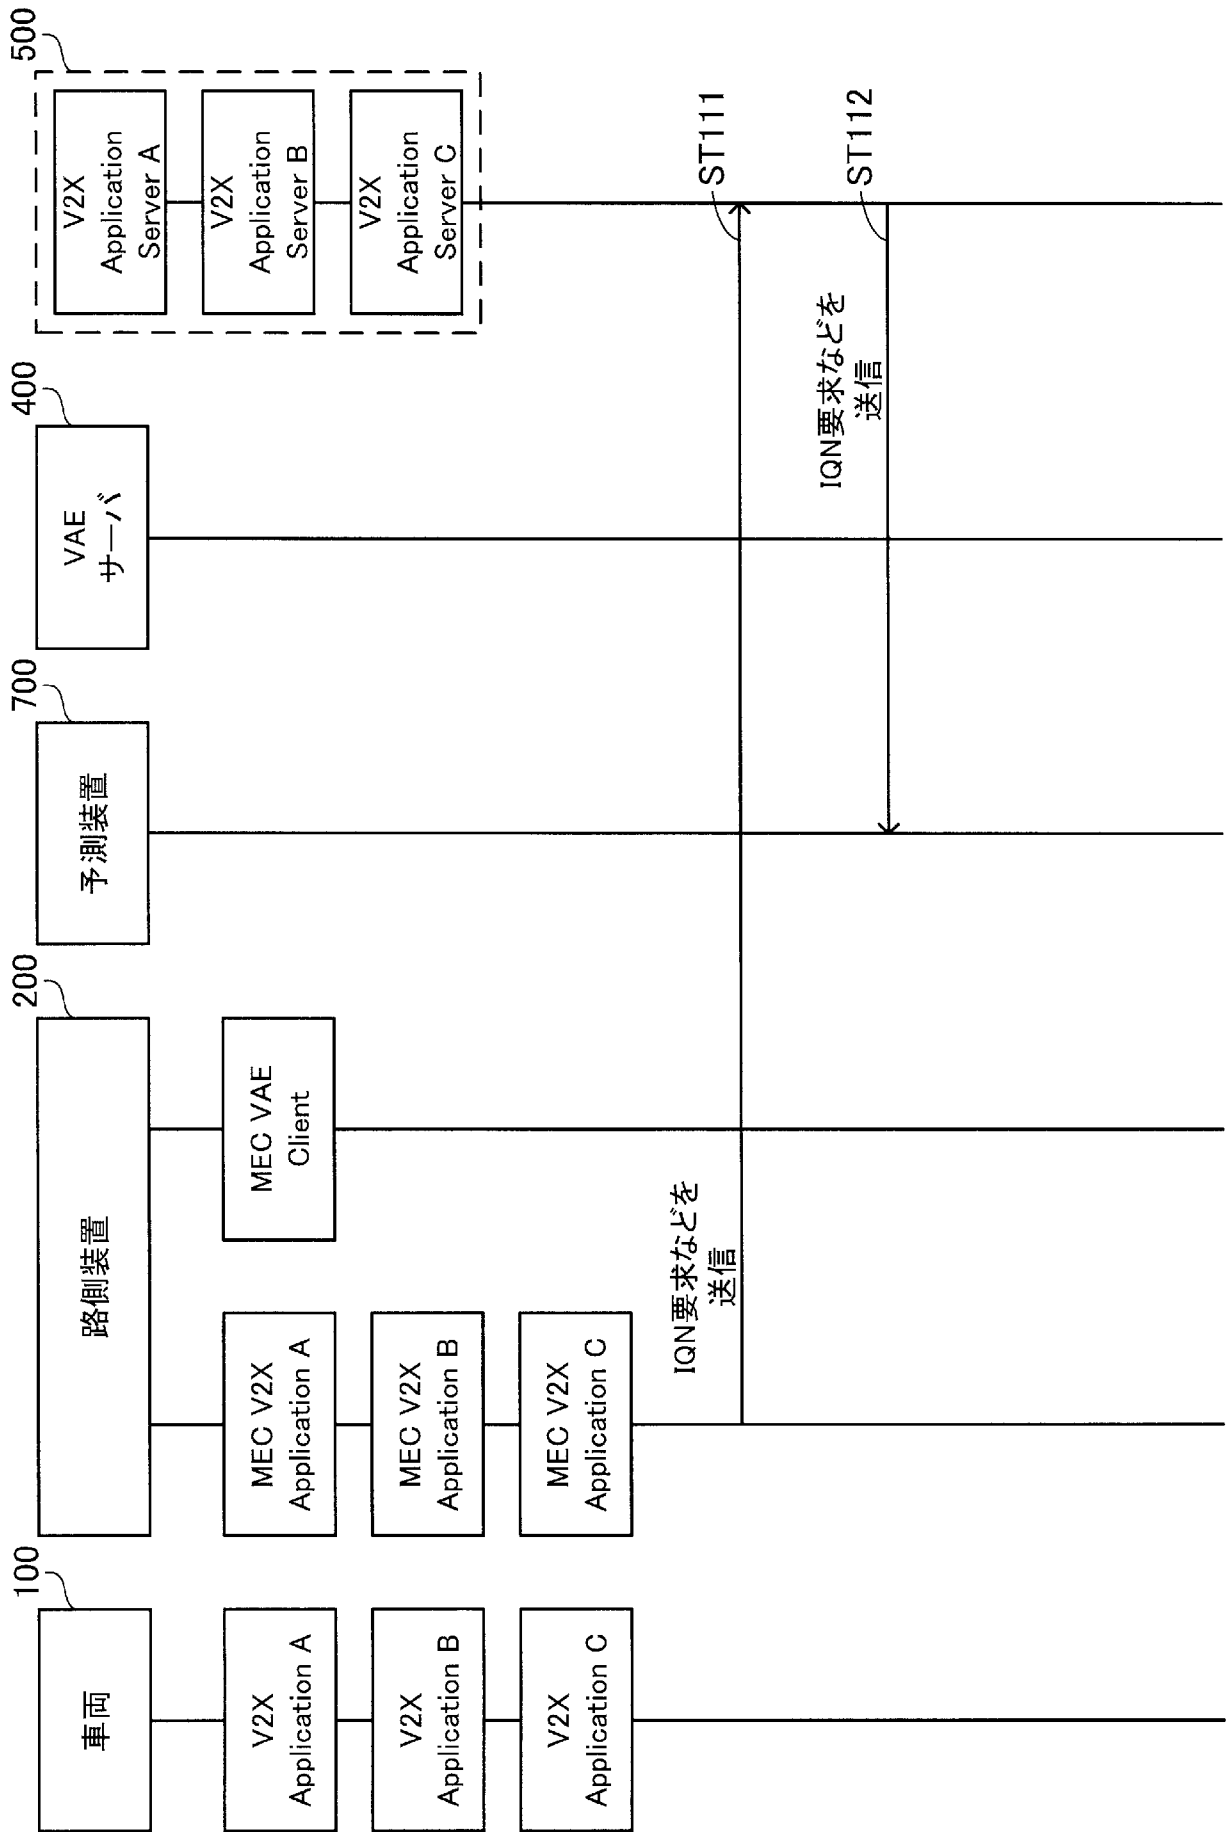 100
車両
V2X
Application A
V2X
Application B
V2X
Application C
200
路側装置
MEC V2X
Application A
MEC V2X
Application B
MEC V2X
Application C
MEC VAE
Client
700
予測装置
400
VAE
サーバ
500
V2X
Application
Server A
V2X
Application
Server B
V2X
Application
Server C
IQN要求などを
送信
ST111
IQN要求などを
送信
ST112